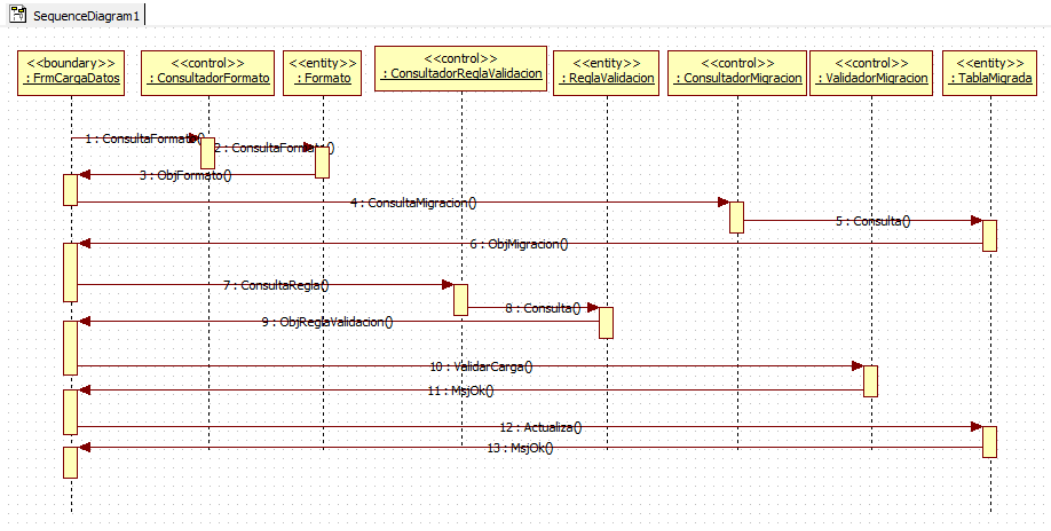 SequenceDiagram1
<<boundary>>
: FrmCargaDatos
<<control>>
: ConsultadorFormato
<<entity>>
: Formato
<<control>>
: ConsultadorReglaValidacion
<<entity>>
: ReglaValidacion
<<control>>
: ConsultadorMigracion
<<control>>
: ValidadorMigracion
<<entity>>
: TablaMigrada
1 : ConsultaFormato()
2 : ConsultaFormato()
3 : ObjFormato()
4 : ConsultaMigracion()
5 : Consulta()
6 : ObjMigracion()
7 : ConsultaRegla()
8 : Consulta()
9 : ObjReglaValidacion()
10 : ValidarCarga()
11 : MsjOk()
12 : Actualiza()
13 : MsjOk()